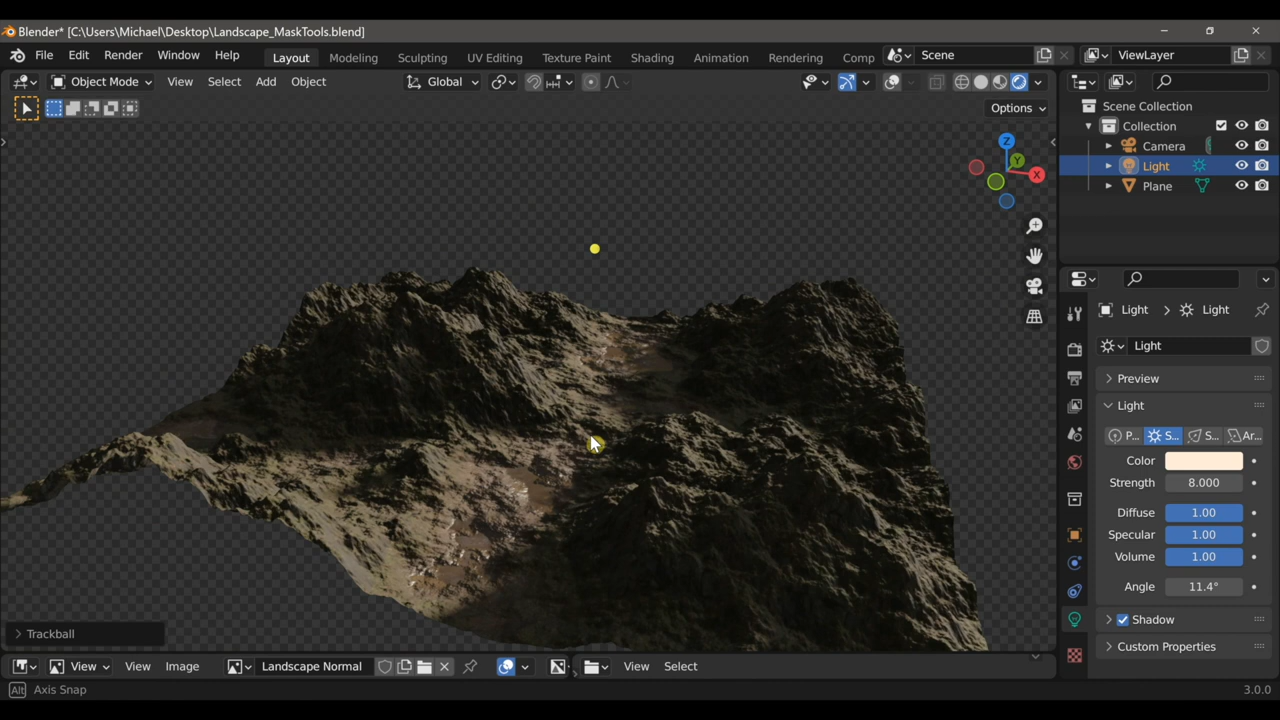 Blender* [C:\Users\Michael\Desktop\Landscape_MaskTools.blend]
File Edit Render Window Help Layout Modeling Sculpting UV Editing Texture Paint Shading Animation Rendering Comp Scene ViewLayer
Object Mode View Select Add Object Global
Options
Scene Collection
Collection
Camera
Light
Plane
Z
Y
X
Light > Light
Light
Preview
Light
P... S... S... Ar...
Color
Strength 8.000
Diffuse 1.00
Specular 1.00
Volume 1.00
Angle 11.4°
Shadow
Custom Properties
Trackball
View View Image Landscape Normal View Select
Alt Axis Snap 3.0.0